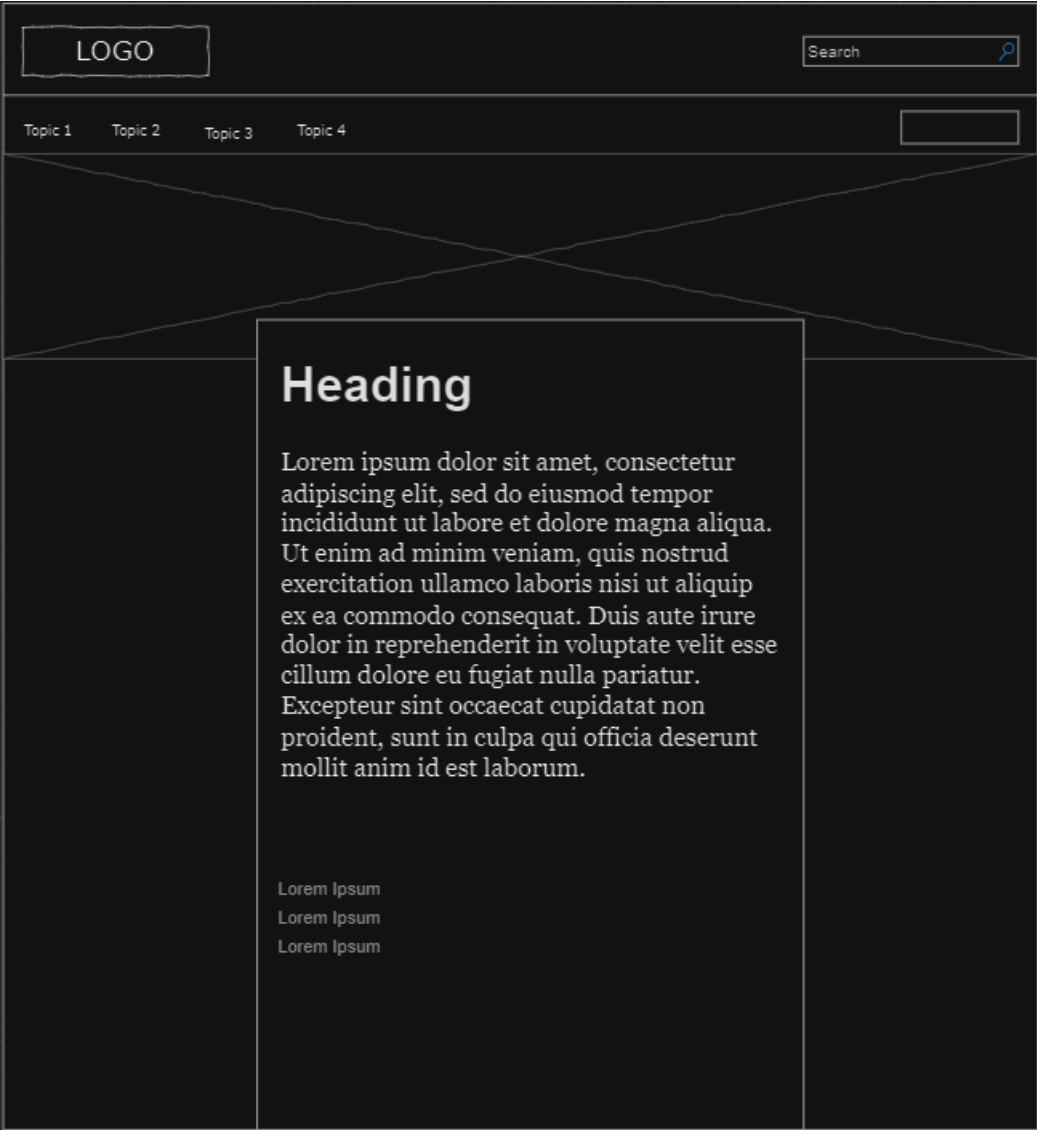 LOGO
Search
Topic 1
Topic 2
Topic 3
Topic 4
Heading
Lorem ipsum dolor sit amet, consectetur
adipiscing elit, sed do eiusmod tempor
incididunt ut labore et dolore magna aliqua.
Ut enim ad minim veniam, quis nostrud
exercitation ullamco laboris nisi ut aliquip
ex ea commodo consequat. Duis aute irure
dolor in reprehenderit in voluptate velit esse
cillum dolore eu fugiat nulla pariatur.
Excepteur sint occaecat cupidatat non
proident, sunt in culpa qui officia deserunt
mollit anim id est laborum.
Lorem Ipsum
Lorem Ipsum
Lorem Ipsum